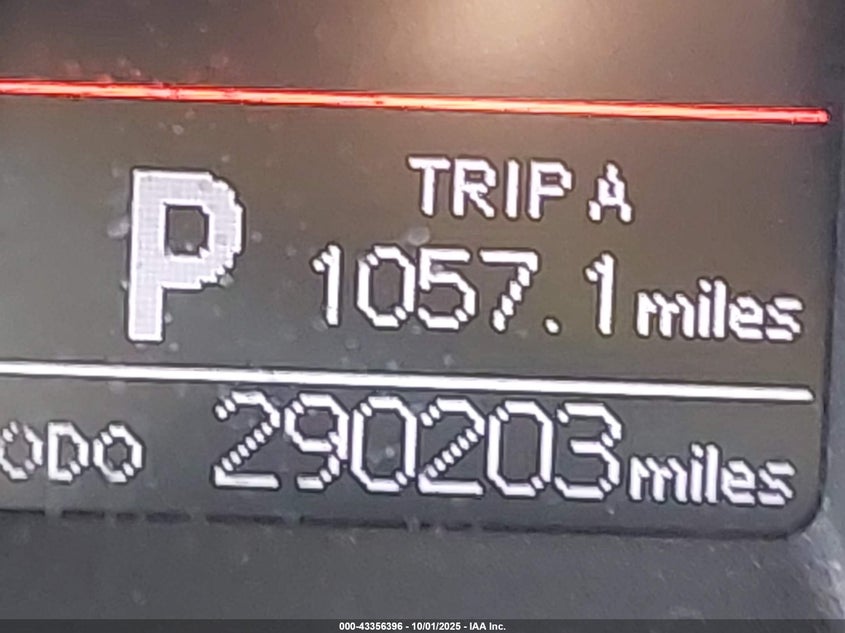 TRIP A
P
1057.1 miles
ODO 290203 miles
000-43356396 - 10/01/2025 - IAA Inc.